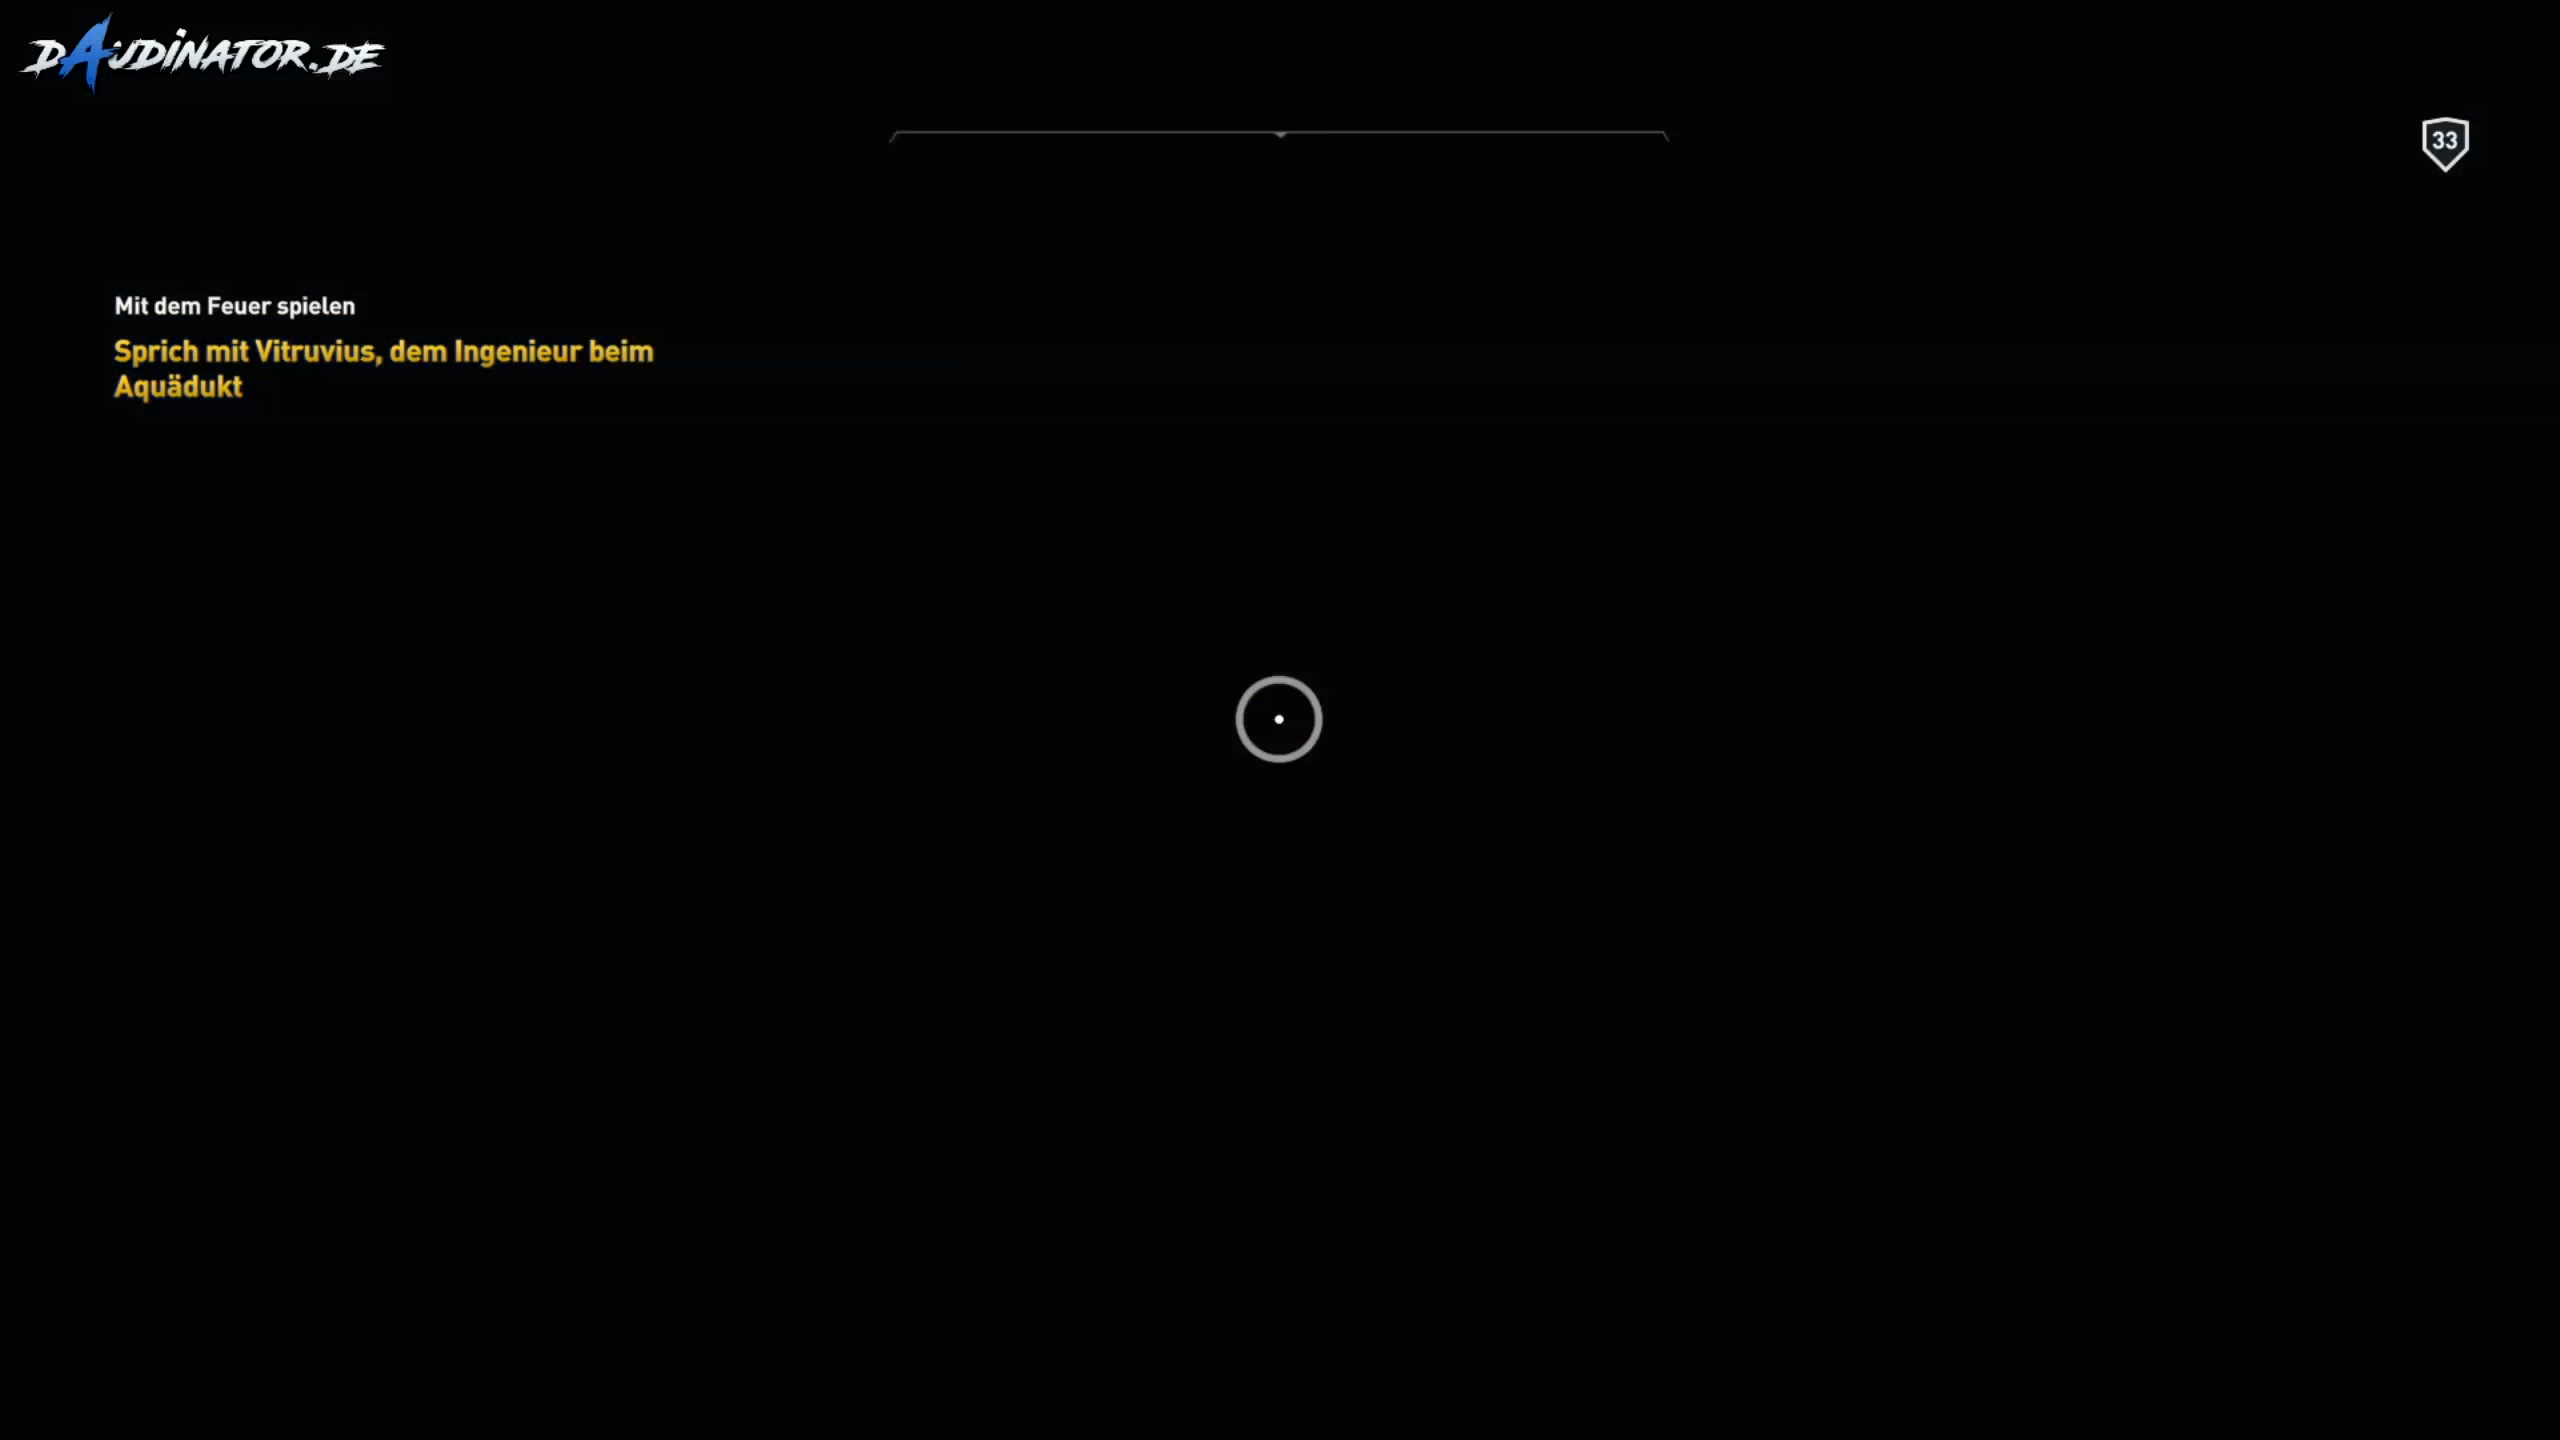 DAUDINATOR.DE
33
Mit dem Feuer spielen
Sprich mit Vitruvius, dem Ingenieur beim
Aquädukt